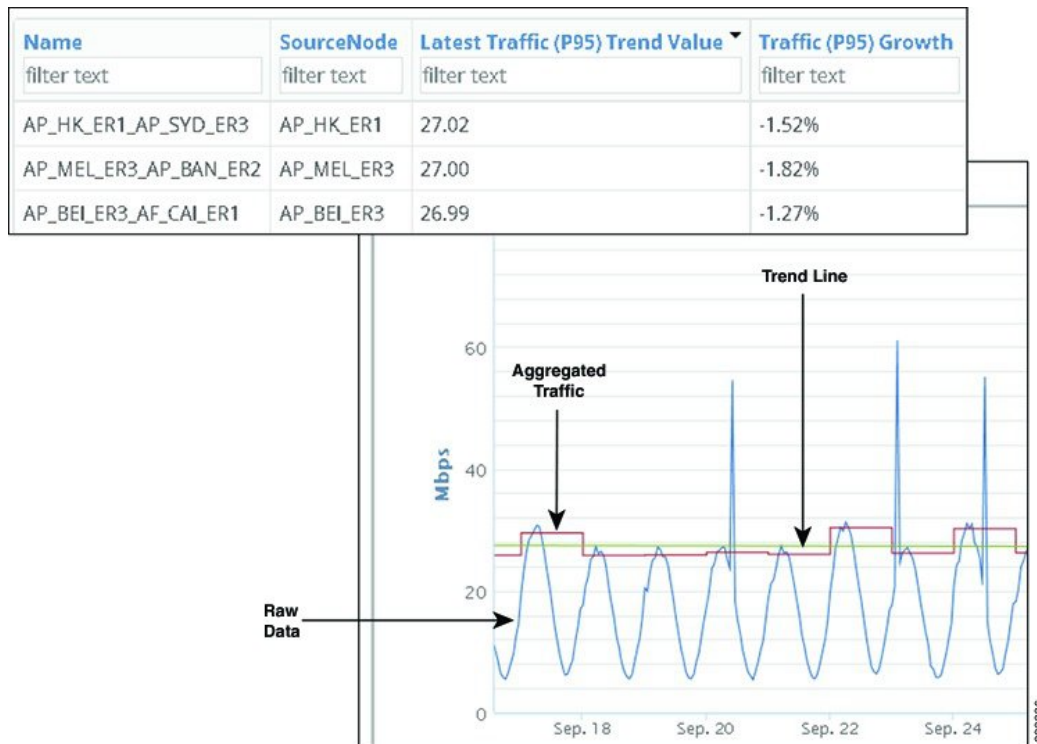 Name SourceNode Latest Traffic (P95) Trend Value Traffic (P95) Growth
filter text filter text filter text filter text
AP_HK_ER1_AP_SYD_ER3 AP_HK_ER1 27.02 -1.52%
AP_MEL_ER3_AP_BAN_ER2 AP_MEL_ER3 27.00 -1.82%
AP_BEI_ER3_AF_CAI_ER1 AP_BEI_ER3 26.99 -1.27%
Trend Line
60
Aggregated
Traffic
Mbps
40
20
Raw
Data
0
Sep. 18 Sep. 20 Sep. 22 Sep. 24